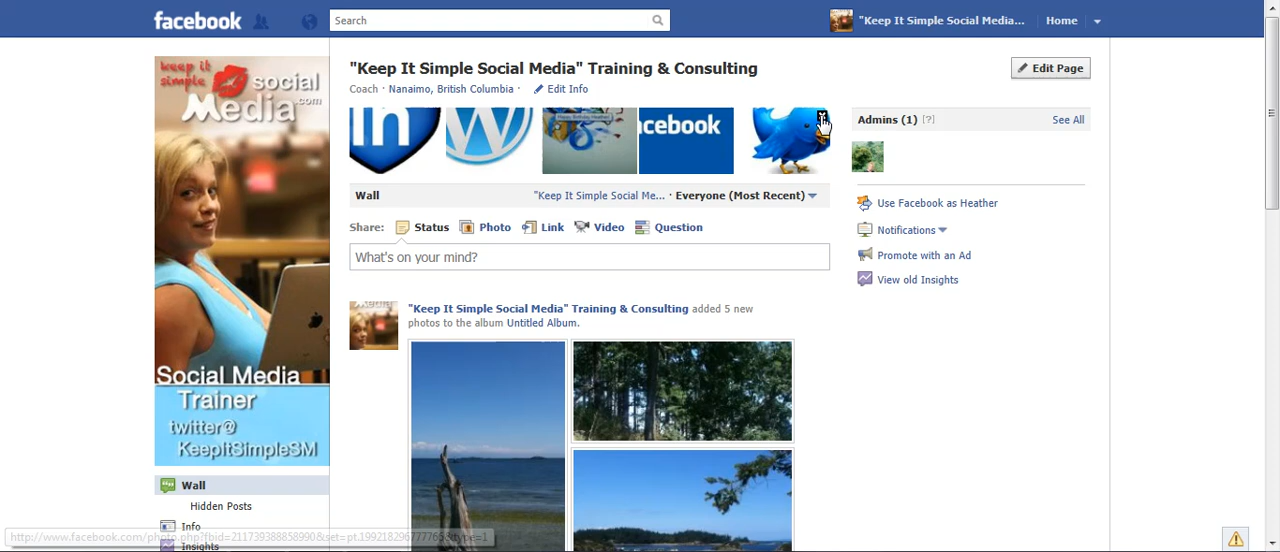 facebook
Search
"Keep It Simple Social Media...
Home
"Keep It Simple Social Media" Training & Consulting
Edit Page
Coach · Nanaimo, British Columbia · Edit Info
keep it
simple
social
Media.com
in
W
facebook
Admins (1) [?]
See All
Wall
"Keep It Simple Social Me... · Everyone (Most Recent)
Share: Status Photo Link Video Question
What's on your mind?
Use Facebook as Heather
Notifications
Promote with an Ad
View old Insights
"Keep It Simple Social Media" Training & Consulting added 5 new
photos to the album Untitled Album.
Social Media
Trainer
twitter@
KeepItSimpleSM
Wall
Hidden Posts
Info
Insights